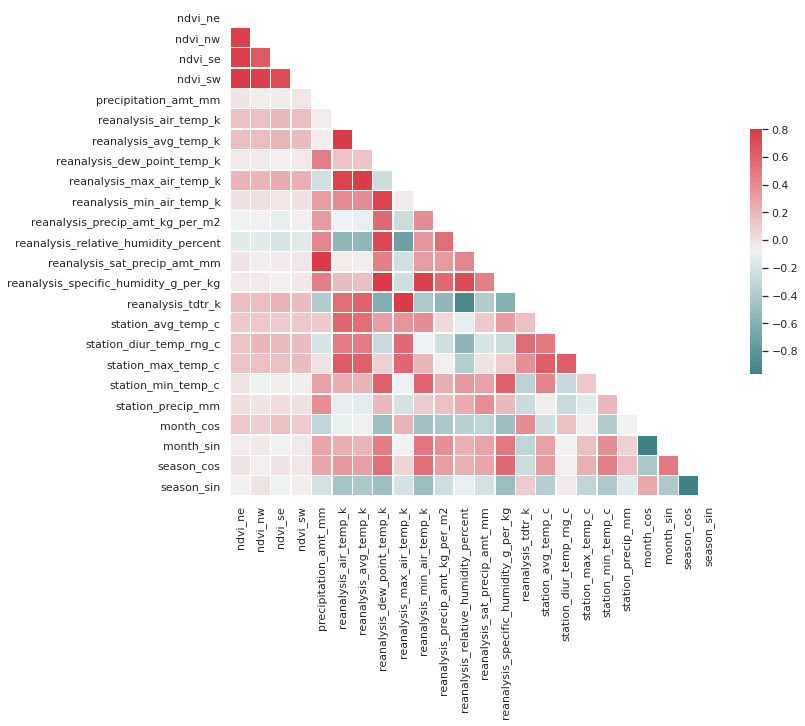 ndvi_ne
ndvi_nw
ndvi_se
ndvi_sw
precipitation_amt_mm
reanalysis_air_temp_k
reanalysis_avg_temp_k
reanalysis_dew_point_temp_k
reanalysis_max_air_temp_k
reanalysis_min_air_temp_k
reanalysis_precip_amt_kg_per_m2
reanalysis_relative_humidity_percent
reanalysis_sat_precip_amt_mm
reanalysis_specific_humidity_g_per_kg
reanalysis_tdtr_k
station_avg_temp_c
station_diur_temp_rng_c
station_max_temp_c
station_min_temp_c
station_precip_mm
month_cos
month_sin
season_cos
season_sin
ndvi_ne
ndvi_nw
ndvi_se
ndvi_sw
precipitation_amt_mm
reanalysis_air_temp_k
reanalysis_avg_temp_k
reanalysis_dew_point_temp_k
reanalysis_max_air_temp_k
reanalysis_min_air_temp_k
reanalysis_precip_amt_kg_per_m2
reanalysis_relative_humidity_percent
reanalysis_sat_precip_amt_mm
reanalysis_specific_humidity_g_per_kg
reanalysis_tdtr_k
station_avg_temp_c
station_diur_temp_rng_c
station_max_temp_c
station_min_temp_c
station_precip_mm
month_cos
month_sin
season_cos
season_sin
0.8
0.6
0.4
0.2
0.0
−0.2
−0.4
−0.6
−0.8